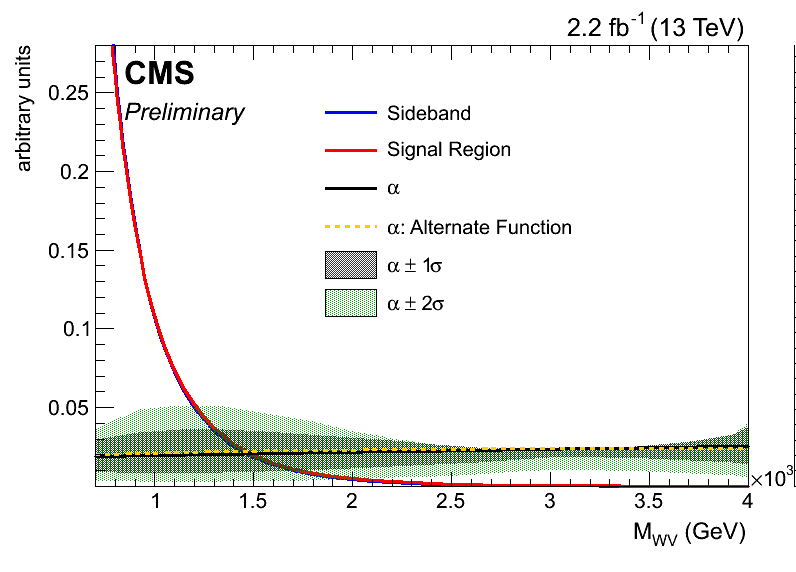 2.2 fb-1 (13 TeV)
arbitrary units
CMS
Preliminary
Sideband
Signal Region
α
α: Alternate Function
α ± 1σ
α ± 2σ
0.25
0.2
0.15
0.1
0.05
1 1.5 2 2.5 3 3.5 4
×10³
MWV (GeV)